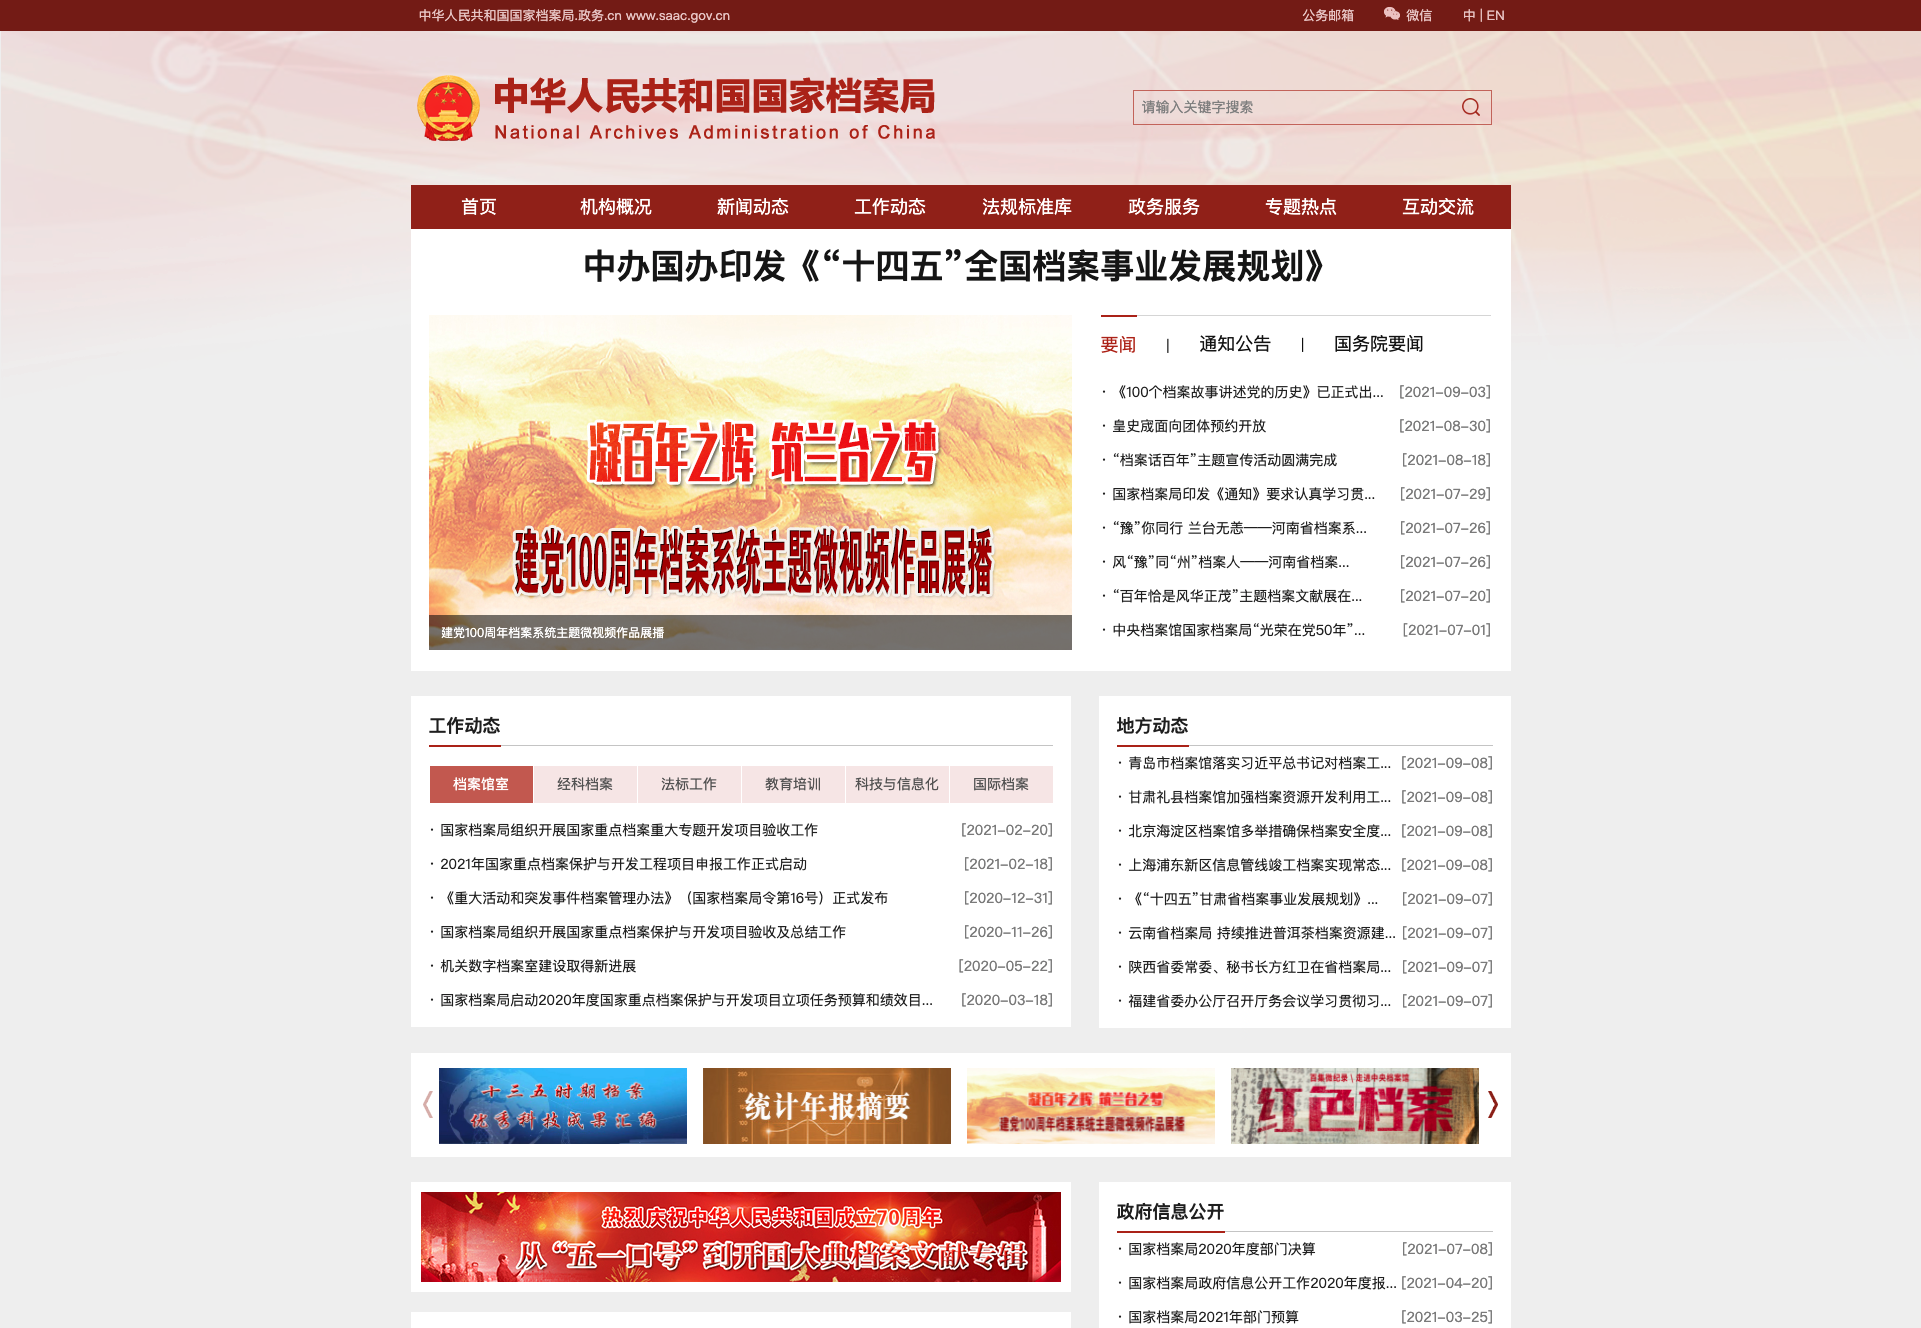 中华人民共和国国家档案局.政务.cn www.saac.gov.cn
公务邮箱 微信 中 | EN
中华人民共和国国家档案局
National Archives Administration of China
请输入关键字搜索
首页 机构概况 新闻动态 工作动态 法规标准库 政务服务 专题热点 互动交流
中办国办印发《“十四五”全国档案事业发展规划》
凝百年之辉 筑兰台之梦
建党100周年档案系统主题微视频作品展播
建党100周年档案系统主题微视频作品展播
要闻 | 通知公告 | 国务院要闻
· 《100个档案故事讲述党的历史》已正式出... [2021-09-03]
· 皇史宬面向团体预约开放 [2021-08-30]
· “档案话百年”主题宣传活动圆满完成 [2021-08-18]
· 国家档案局印发《通知》要求认真学习贯... [2021-07-29]
· “豫”你同行 兰台无恙——河南省档案系... [2021-07-26]
· 风“豫”同“州”档案人——河南省档案... [2021-07-26]
· “百年恰是风华正茂”主题档案文献展在... [2021-07-20]
· 中央档案馆国家档案局“光荣在党50年”... [2021-07-01]
工作动态
档案馆室 经科档案 法标工作 教育培训 科技与信息化 国际档案
· 国家档案局组织开展国家重点档案重大专题开发项目验收工作 [2021-02-20]
· 2021年国家重点档案保护与开发工程项目申报工作正式启动 [2021-02-18]
· 《重大活动和突发事件档案管理办法》（国家档案局令第16号）正式发布 [2020-12-31]
· 国家档案局组织开展国家重点档案保护与开发项目验收及总结工作 [2020-11-26]
· 机关数字档案室建设取得新进展 [2020-05-22]
· 国家档案局启动2020年度国家重点档案保护与开发项目立项任务预算和绩效目... [2020-03-18]
地方动态
· 青岛市档案馆落实习近平总书记对档案工... [2021-09-08]
· 甘肃礼县档案馆加强档案资源开发利用工... [2021-09-08]
· 北京海淀区档案馆多举措确保档案安全度... [2021-09-08]
· 上海浦东新区信息管线竣工档案实现常态... [2021-09-08]
· 《“十四五”甘肃省档案事业发展规划》... [2021-09-07]
· 云南省档案局 持续推进普洱茶档案资源建... [2021-09-07]
· 陕西省委常委、秘书长方红卫在省档案局... [2021-09-07]
· 福建省委办公厅召开厅务会议学习贯彻习... [2021-09-07]
十三五时期档案
优秀科技成果汇编
统计年报摘要
凝百年之辉 筑兰台之梦
建党100周年档案系统主题微视频作品展播
百集微纪录 \ 走进中央档案馆
红色档案
热烈庆祝中华人民共和国成立70周年
从“五一口号”到开国大典档案文献专辑
政府信息公开
· 国家档案局2020年度部门决算 [2021-07-08]
· 国家档案局政府信息公开工作2020年度报... [2021-04-20]
· 国家档案局2021年部门预算 [2021-03-25]